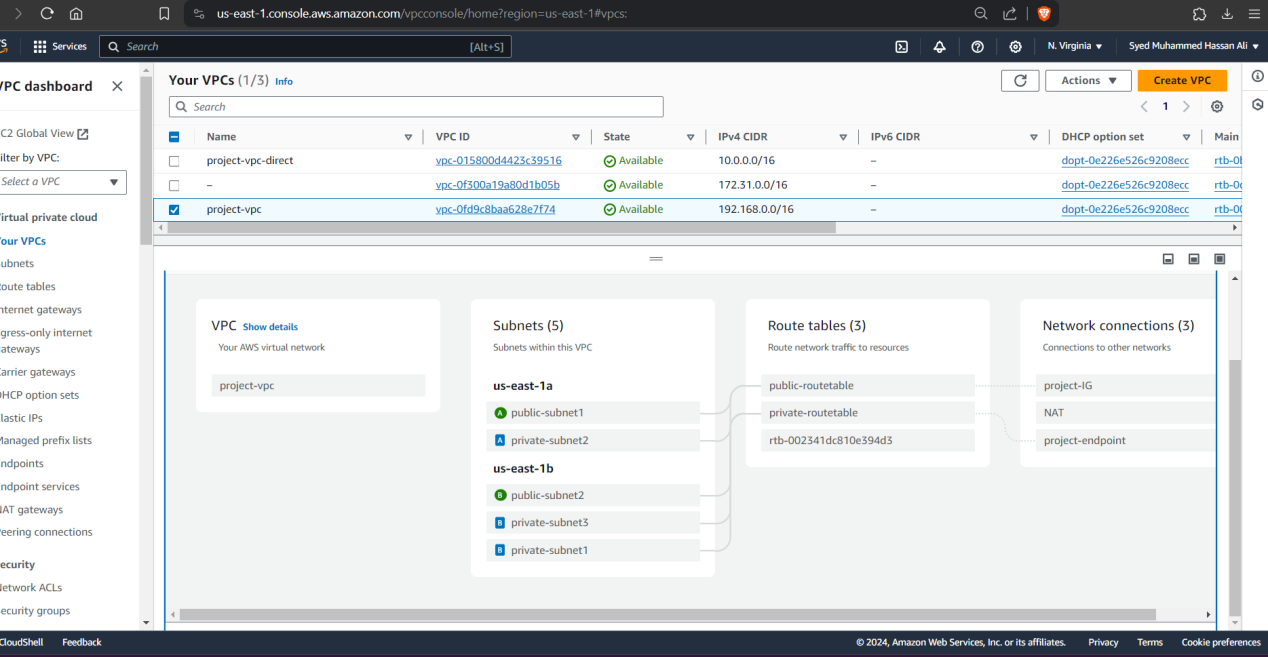 us-east-1.console.aws.amazon.com/vpcconsole/home?region=us-east-1#vpcs:
Services
Search
[Alt+S]
N. Virginia
Syed Muhammed Hassan Ali
VPC dashboard
C2 Global View
ilter by VPC:
Select a VPC
irtual private cloud
our VPCs
ubnets
oute tables
nternet gateways
gress-only internet
ateways
arrier gateways
HCP option sets
lastic IPs
anaged prefix lists
ndpoints
ndpoint services
AT gateways
eering connections
ecurity
etwork ACLs
ecurity groups
Your VPCs (1/3) Info
Actions
Create VPC
Search
1
Name VPC ID State IPv4 CIDR IPv6 CIDR DHCP option set Main
project-vpc-direct vpc-015800d4423c39516 Available 10.0.0.0/16 – dopt-0e226e526c9208ecc rtb-0
– vpc-0f300a19a80d1b05b Available 172.31.0.0/16 – dopt-0e226e526c9208ecc rtb-0
project-vpc vpc-0fd9c8baa628e7f74 Available 192.168.0.0/16 – dopt-0e226e526c9208ecc rtb-00
VPC Show details
Your AWS virtual network
project-vpc
Subnets (5)
Subnets within this VPC
us-east-1a
A public-subnet1
A private-subnet2
us-east-1b
B public-subnet2
B private-subnet3
B private-subnet1
Route tables (3)
Route network traffic to resources
public-routetable
private-routetable
rtb-002341dc810e394d3
Network connections (3)
Connections to other networks
project-IG
NAT
project-endpoint
CloudShell Feedback
© 2024, Amazon Web Services, Inc. or its affiliates. Privacy Terms Cookie preferences